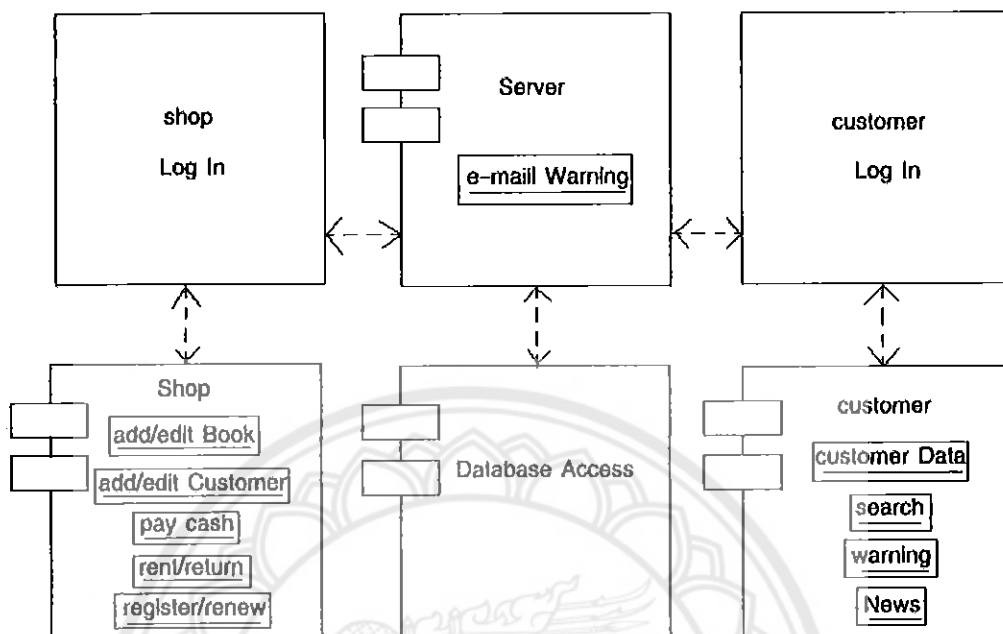 shop
Log In
Server
e-maill Warning
customer
Log In
Shop
add/edit Book
add/edit Customer
pay cash
rent/return
register/renew
Database Access
customer
customer Data
search
warning
News